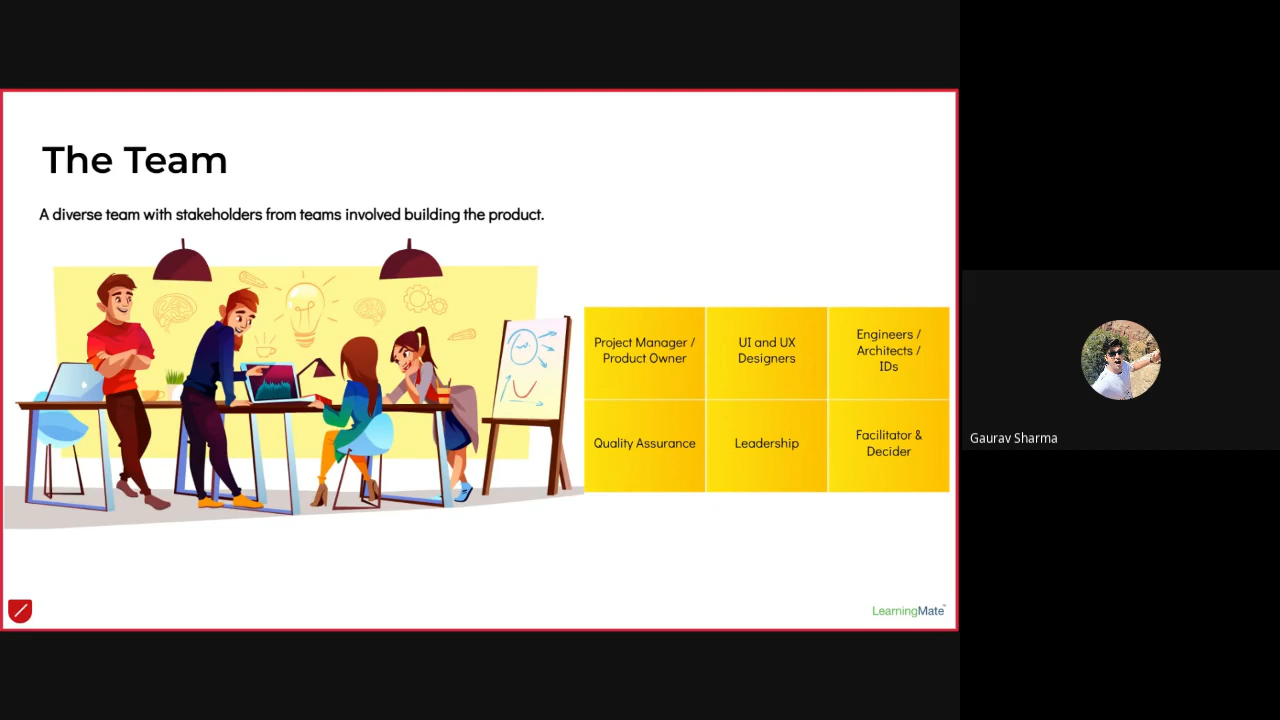 The Team
A diverse team with stakeholders from teams involved building the product.
Project Manager /
Product Owner
UI and UX
Designers
Engineers /
Architects /
IDs
Quality Assurance
Leadership
Facilitator &
Decider
LearningMate™
Gaurav Sharma